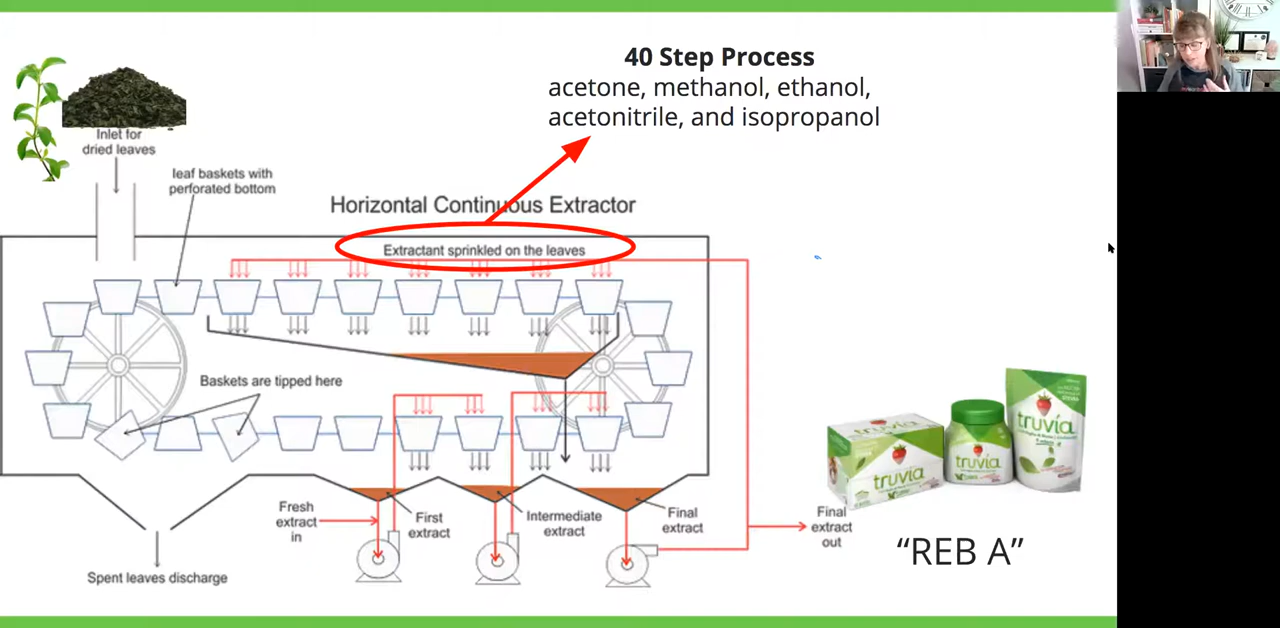 40 Step Process
acetone, methanol, ethanol,
acetonitrile, and isopropanol
Inlet for
dried leaves
leaf baskets with
perforated bottom
Horizontal Continuous Extractor
Extractant sprinkled on the leaves
Baskets are tipped here
truvia
truvia
truvia
Fresh
extract
in
First
extract
Intermediate
extract
Final
extract
Final
extract
out
"REB A"
Spent leaves discharge